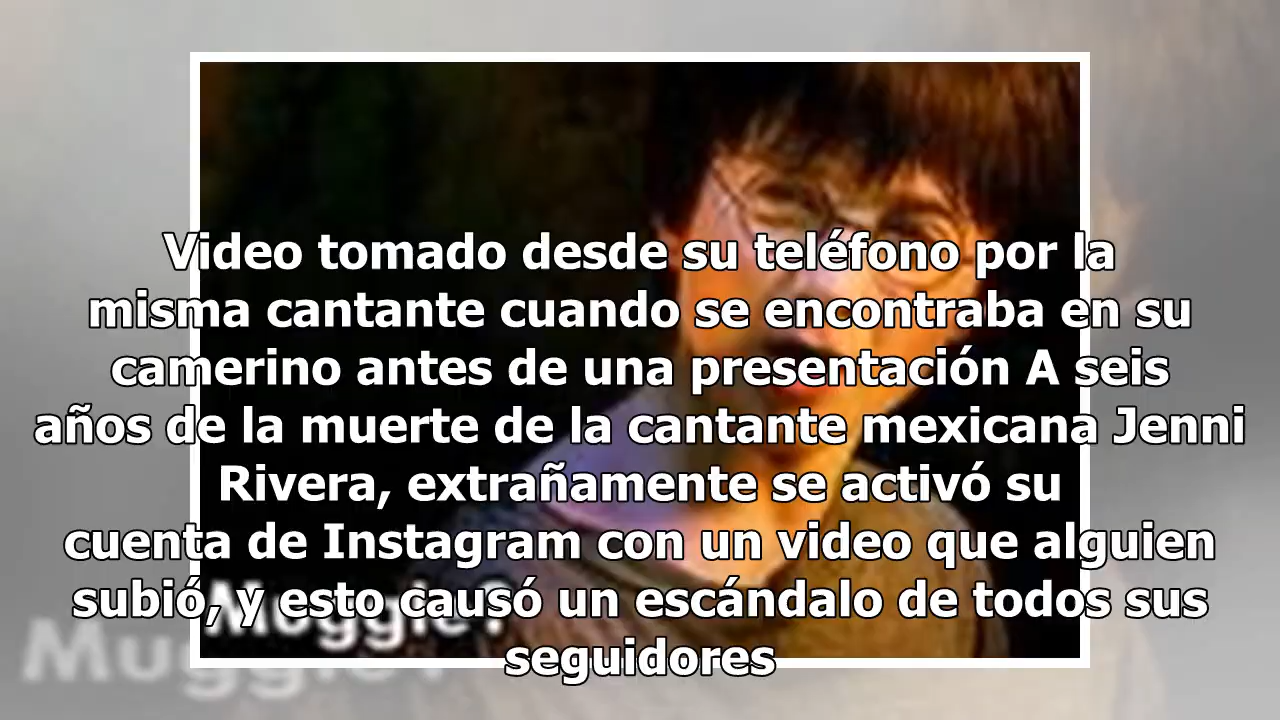 Video tomado desde su teléfono por la
misma cantante cuando se encontraba en su
camerino antes de una presentación A seis
años de la muerte de la cantante mexicana Jenni
Rivera, extrañamente se activó su
cuenta de Instagram con un video que alguien
subió, y esto causó un escándalo de todos sus
seguidores
Muggle?
Muggle?